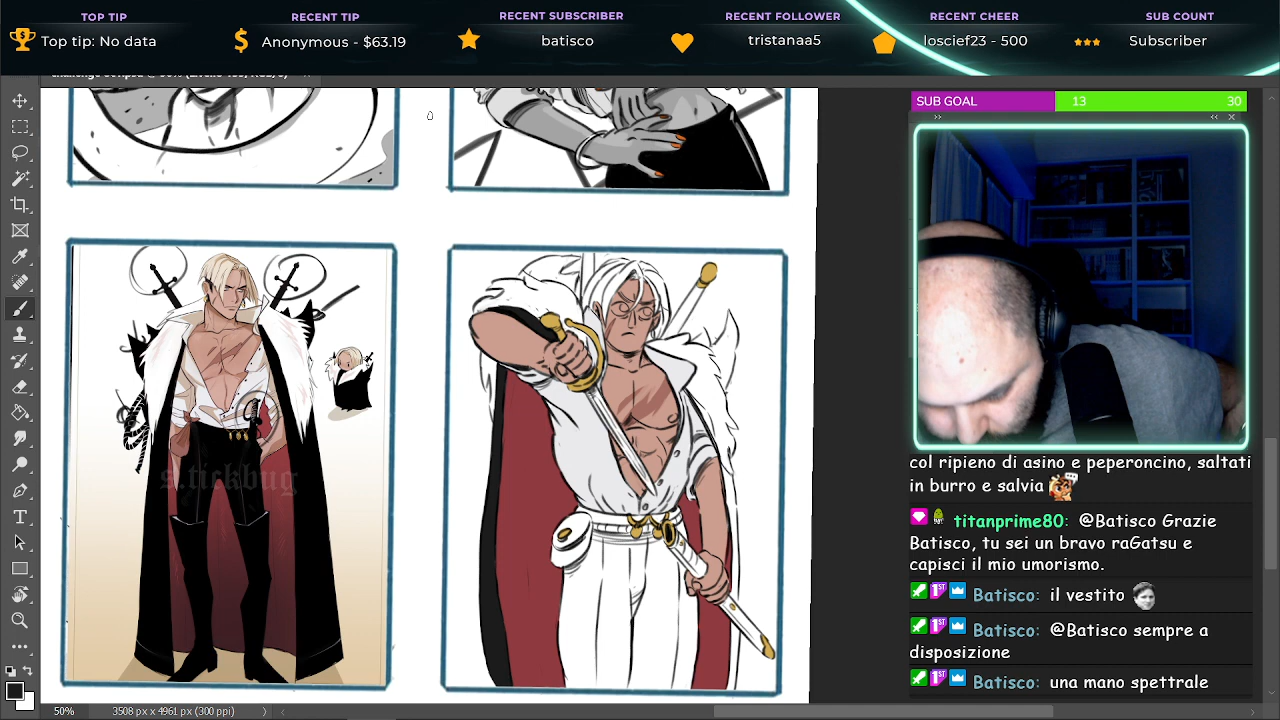 TOP TIP
Top tip: No data
RECENT TIP
Anonymous - $63.19
RECENT SUBSCRIBER
batisco
RECENT FOLLOWER
tristanaa5
RECENT CHEER
loscief23 - 500
SUB COUNT
Subscriber
SUB GOAL 13 30
s.tickbug
col ripieno di asino e peperoncino, saltati
in burro e salvia
titanprime80: @Batisco Grazie
Batisco, tu sei un bravo raGatsu e
capisci il mio umorismo.
Batisco: il vestito
Batisco: @Batisco sempre a
disposizione
Batisco: una mano spettrale
50% 3508 px x 4961 px (300 ppi)